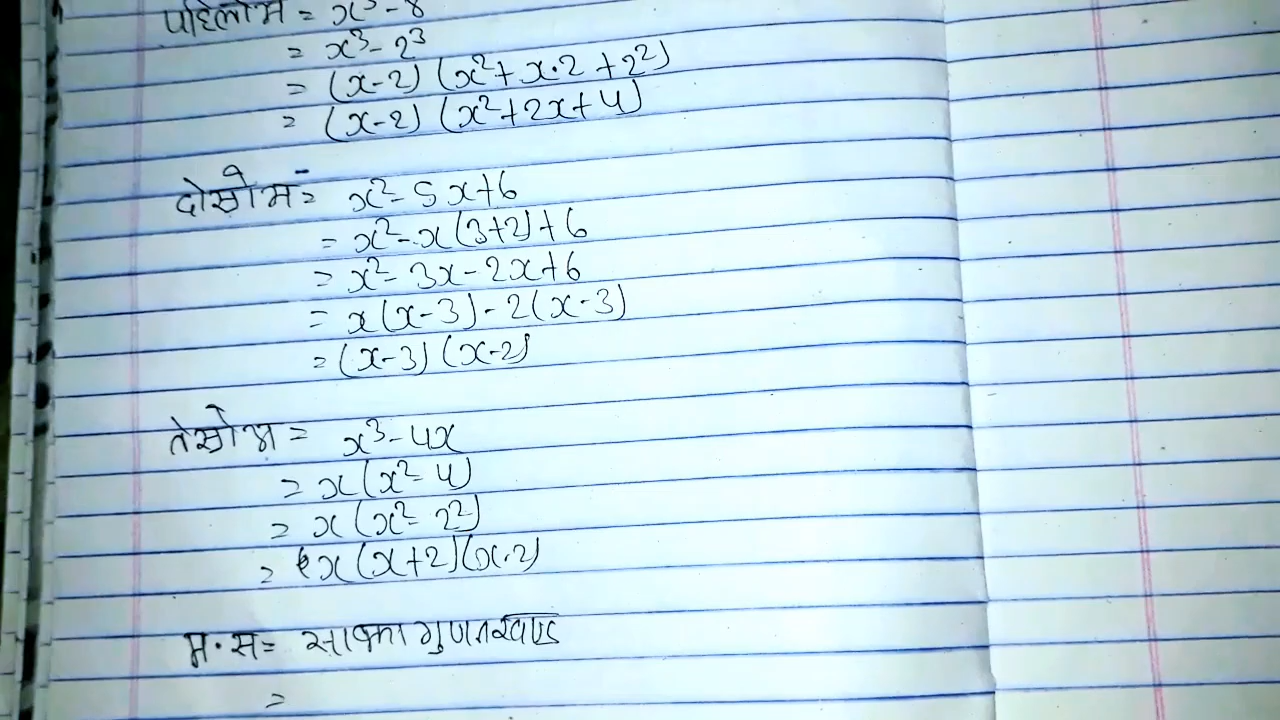 पहिलो अ = x³ - 8
= x³ - 2³
= (x-2) (x²+x·2+2²)
= (x-2) (x²+2x+4)
दोस्रो अ = x² - 5x+6
= x² - x(3+2)+6
= x² - 3x - 2x+6
= x(x-3) - 2(x-3)
= (x-3) (x-2)
तेस्रो अ = x³ - 4x
= x(x² - 4)
= x(x² - 2²)
= x(x+2)(x-2)
म.स = साझा गुणनखण्ड
=